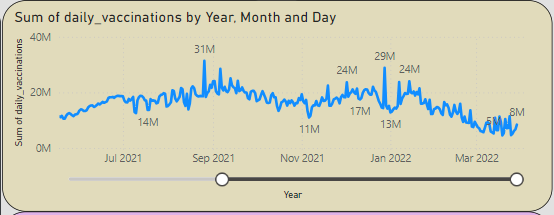 Sum of daily_vaccinations by Year, Month and Day
Sum of daily_vaccinations
40M
20M
0M
31M
14M
11M
24M
17M
29M
13M
24M
8M
Jul 2021
Sep 2021
Nov 2021
Jan 2022
Mar 2022
Year